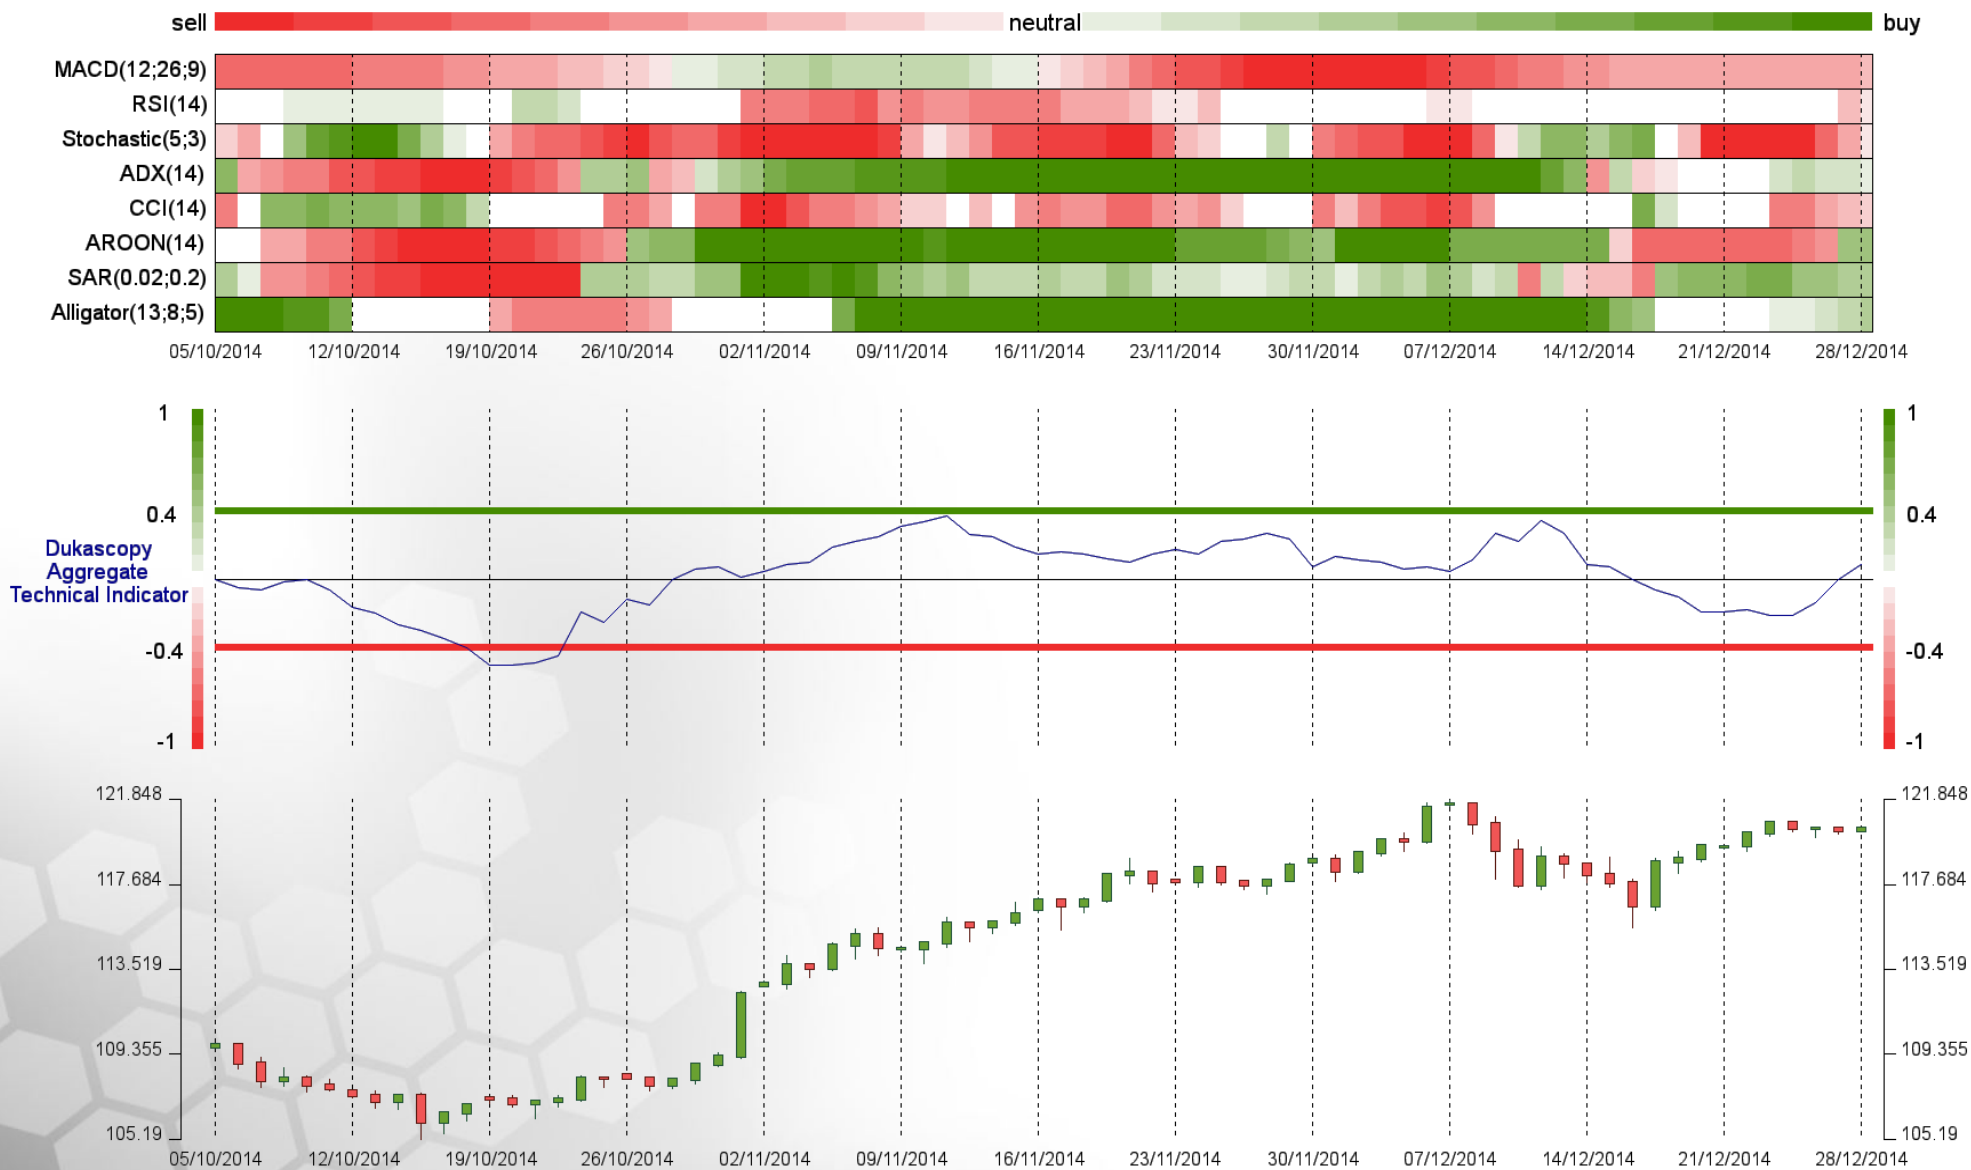 sell neutral buy
MACD(12;26;9)
RSI(14)
Stochastic(5;3)
ADX(14)
CCI(14)
AROON(14)
SAR(0.02;0.2)
Alligator(13;8;5)
05/10/2014 12/10/2014 19/10/2014 26/10/2014 02/11/2014 09/11/2014 16/11/2014 23/11/2014 30/11/2014 07/12/2014 14/12/2014 21/12/2014 28/12/2014
1 1
0.4 0.4
Dukascopy
Aggregate
Technical Indicator
-0.4 -0.4
-1 -1
121.848 121.848
117.684 117.684
113.519 113.519
109.355 109.355
105.19 105.19
05/10/2014 12/10/2014 19/10/2014 26/10/2014 02/11/2014 09/11/2014 16/11/2014 23/11/2014 30/11/2014 07/12/2014 14/12/2014 21/12/2014 28/12/2014